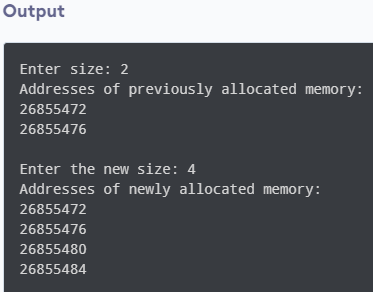 Output
Enter size: 2
Addresses of previously allocated memory:
26855472
26855476
Enter the new size: 4
Addresses of newly allocated memory:
26855472
26855476
26855480
26855484